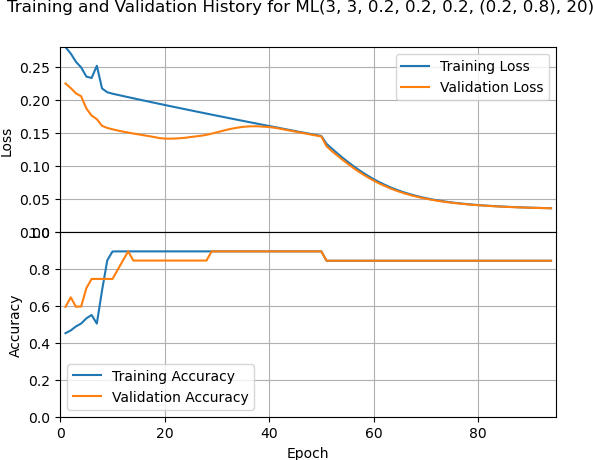 Training and Validation History for ML(3, 3, 0.2, 0.2, 0.2, (0.2, 0.8), 20)
Training Loss
Validation Loss
0.25
0.20
0.15
0.10
0.05
0.00
Loss
1.0
0.8
0.6
0.4
0.2
0.0
Accuracy
Training Accuracy
Validation Accuracy
0 20 40 60 80
Epoch